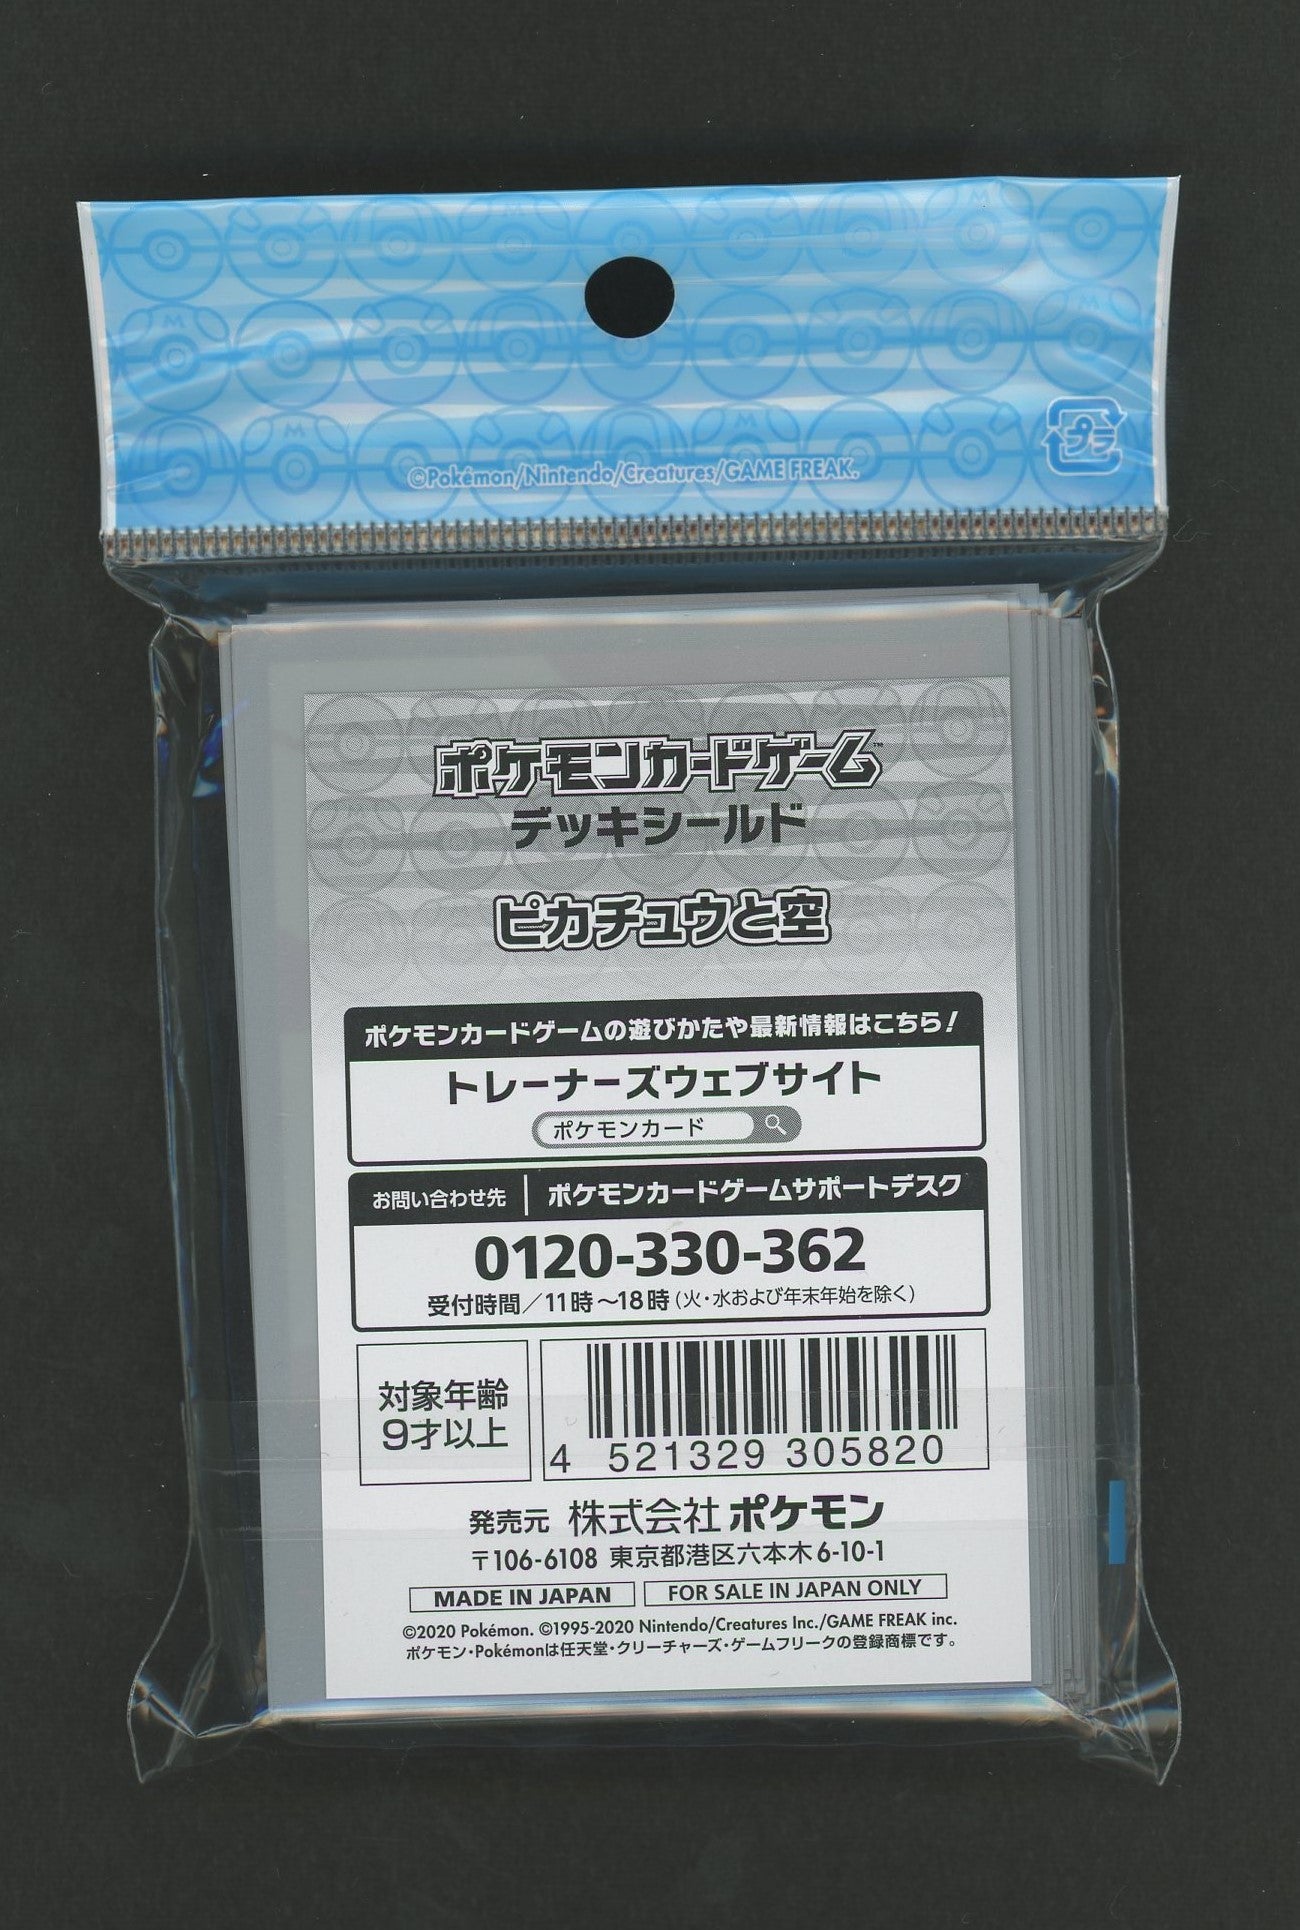 ©Pokémon/Nintendo/Creatures/GAME FREAK.
プラ
ポケモンカードゲーム™
デッキシールド
ピカチュウと空
ポケモンカードゲームの遊びかたや最新情報はこちら！
トレーナーズウェブサイト
ポケモンカード
お問い合わせ先 ポケモンカードゲームサポートデスク
0120-330-362
受付時間／11時～18時（火・水および年末年始を除く）
対象年齢
9才以上
4 521329 305820
発売元 株式会社ポケモン
〒106-6108 東京都港区六本木6-10-1
MADE IN JAPAN FOR SALE IN JAPAN ONLY
©2020 Pokémon. ©1995-2020 Nintendo/Creatures Inc./GAME FREAK inc.
ポケモン・Pokémonは任天堂・クリーチャーズ・ゲームフリークの登録商標です。